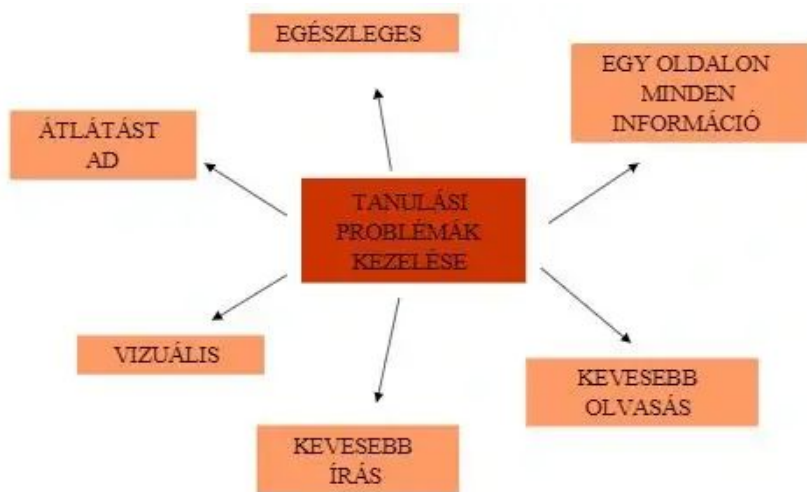 EGÉSZLEGES
EGY OLDALON
MINDEN
INFORMÁCIÓ
ÁTLÁTÁST
AD
TANULÁSI
PROBLÉMÁK
KEZELÉSE
VIZUÁLIS
KEVESEBB
OLVASÁS
KEVESEBB
ÍRÁS